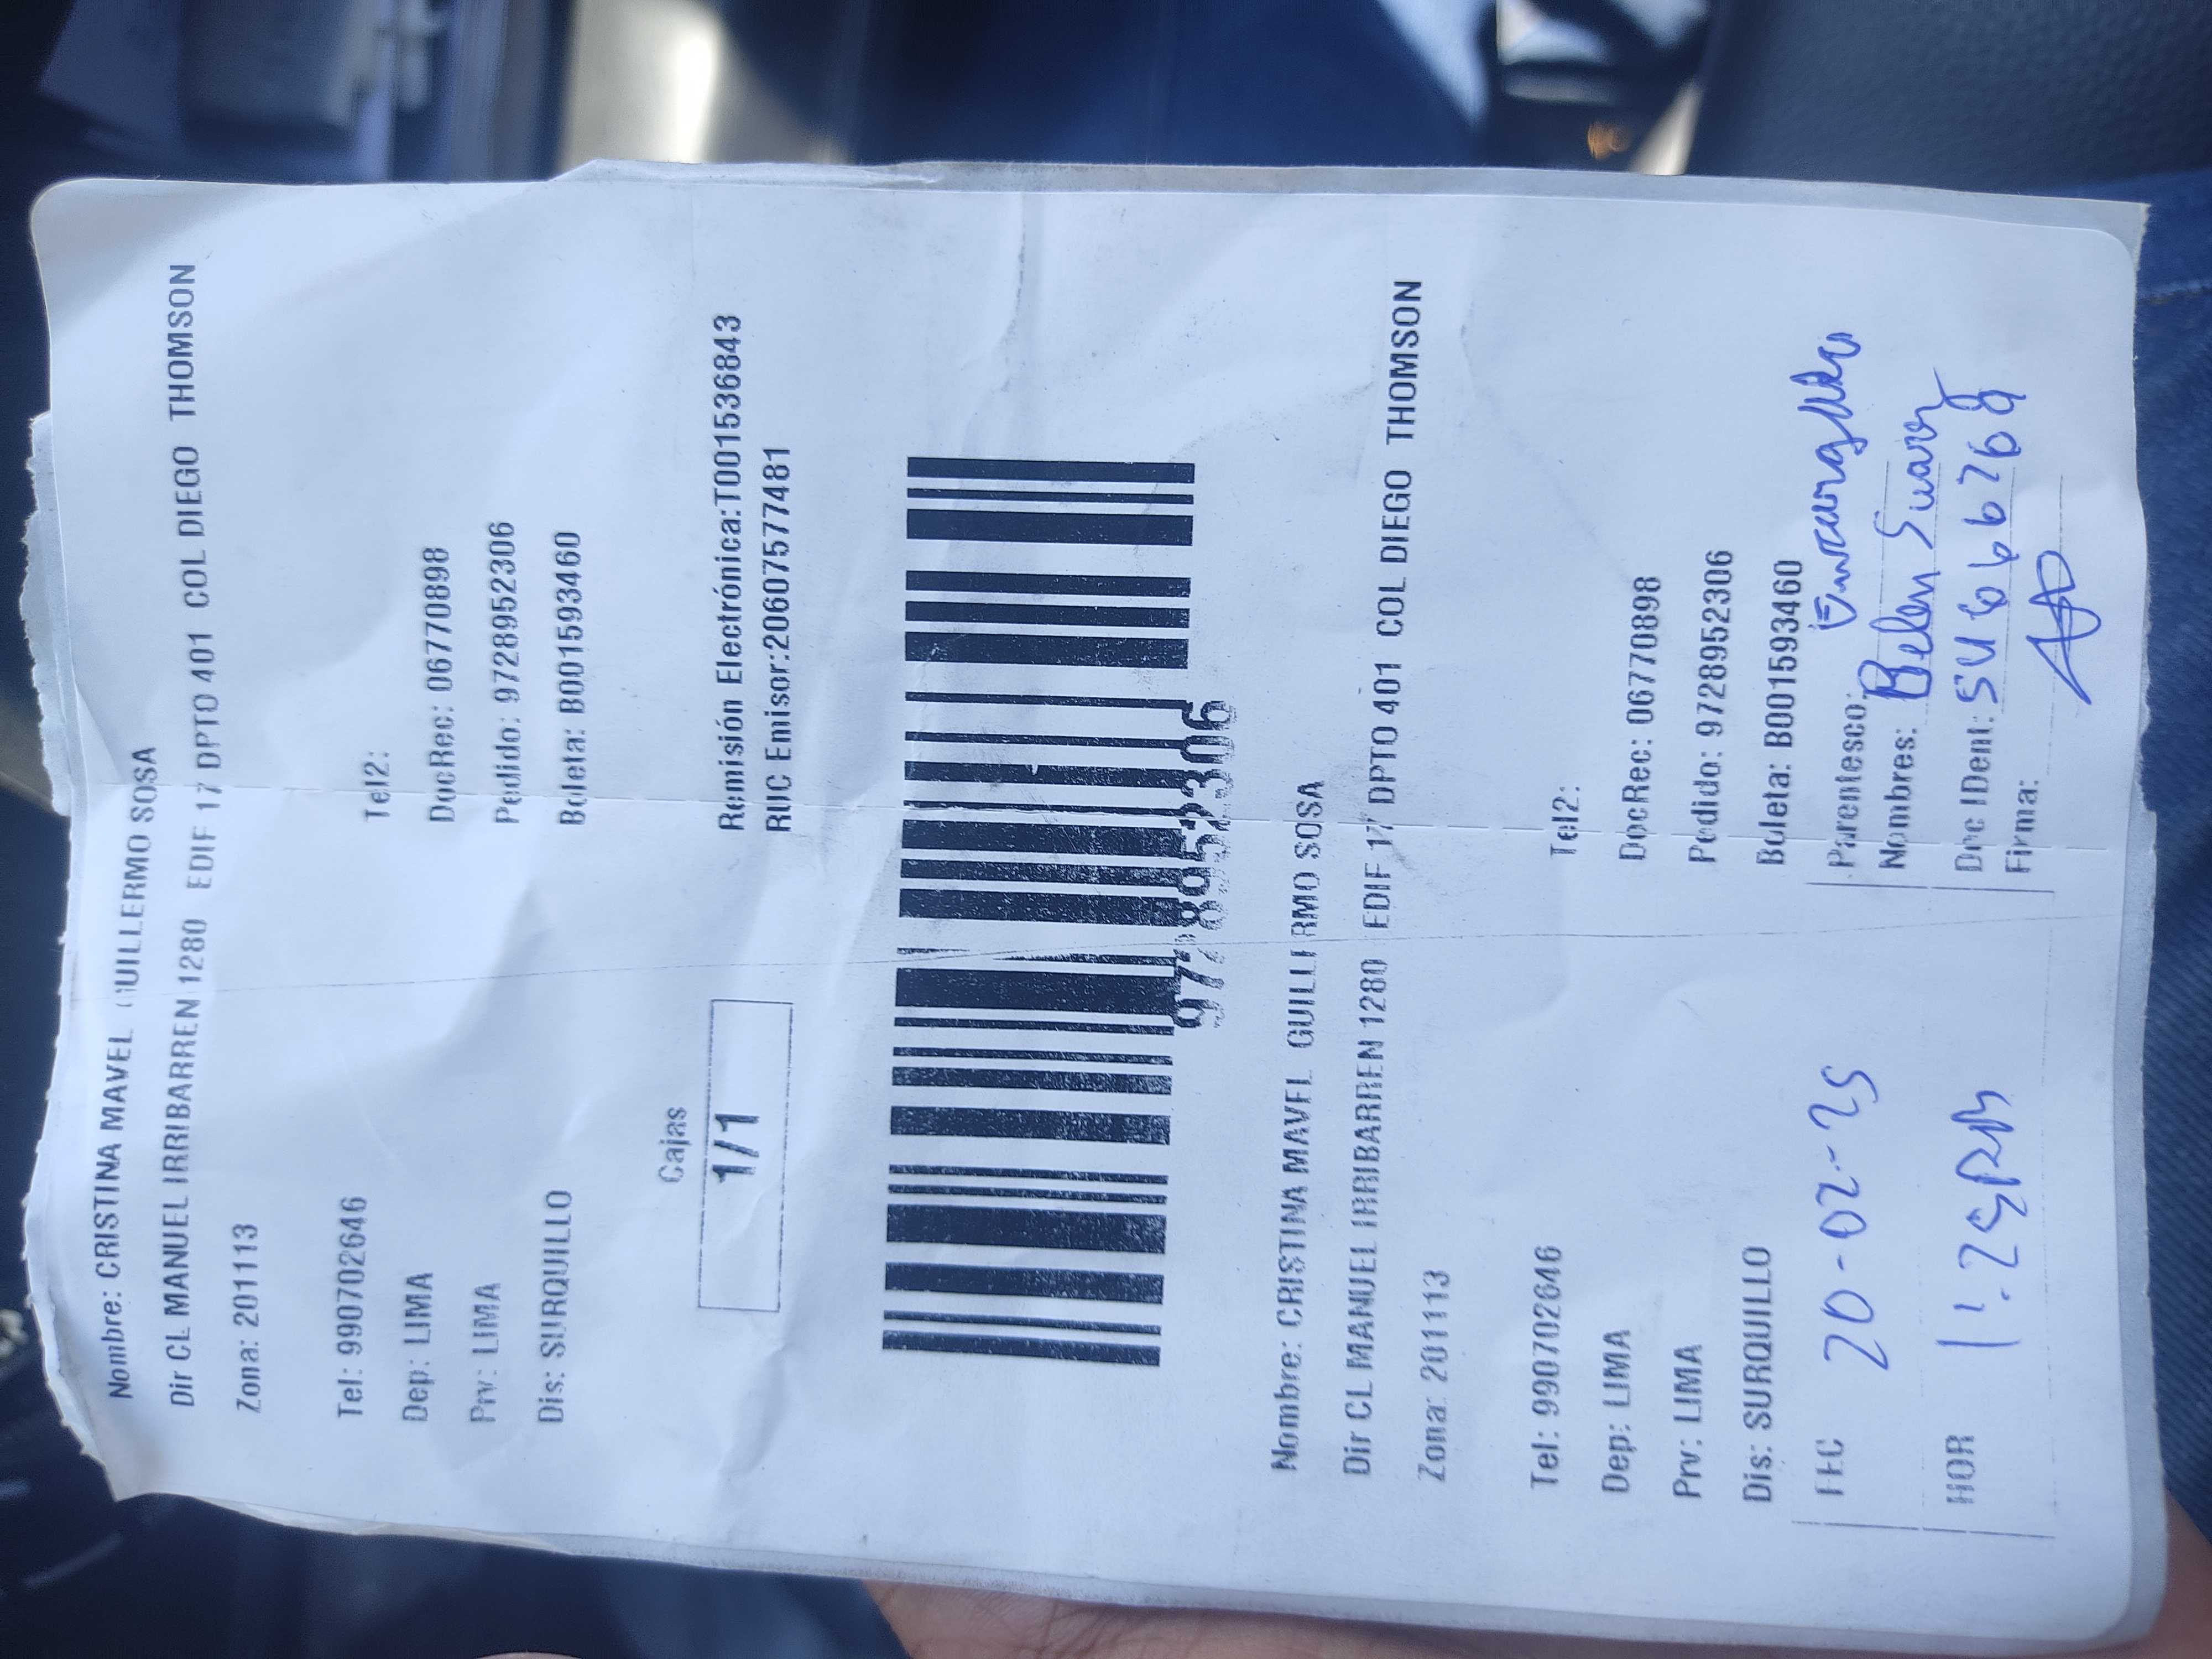 Nombre: CRISTINA MAVEL GUILLERMO SOSA
Dir CL MANUEL IRRIBARREN 1280 EDIF 17 DPTO 401 COL DIEGO THOMSON
Zona: 201113
Tel: 990702646 Tel2:
Dep: LIMA DocRec: 06770898
Prv: LIMA Pedido: 9728952306
Dis: SURQUILLO Boleta: B001593460
Cajas
1/1
Remisión Electrónica:T001536843
RUC Emisor:20607577481
9728952306
Nombre: CRISTINA MAVEL GUILLERMO SOSA
Dir CL MANUEL IRRIBARREN 1280 EDIF 17 DPTO 401 COL DIEGO THOMSON
Zona: 201113
Tel: 990702646 Tel2:
Dep: LIMA DocRec: 06770898
Prv: LIMA Pedido: 9728952306
Dis: SURQUILLO Boleta: B001593460
FEC 20-02-25 Parentesco: Encargado
Nombres: Belen Suarez
HOR 1:25PM Doc IDent:
Firma: